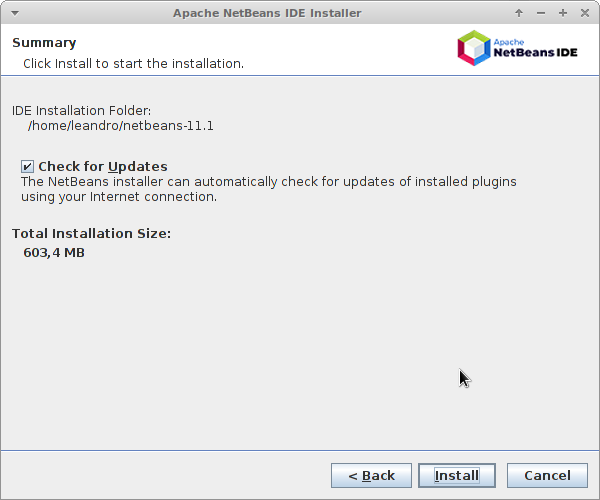 Apache NetBeans IDE Installer
Summary
Click Install to start the installation.
Apache
NetBeans IDE
IDE Installation Folder:
/home/leandro/netbeans-11.1
Check for Updates
The NetBeans installer can automatically check for updates of installed plugins
using your Internet connection.
Total Installation Size:
603,4 MB
< Back
Install
Cancel